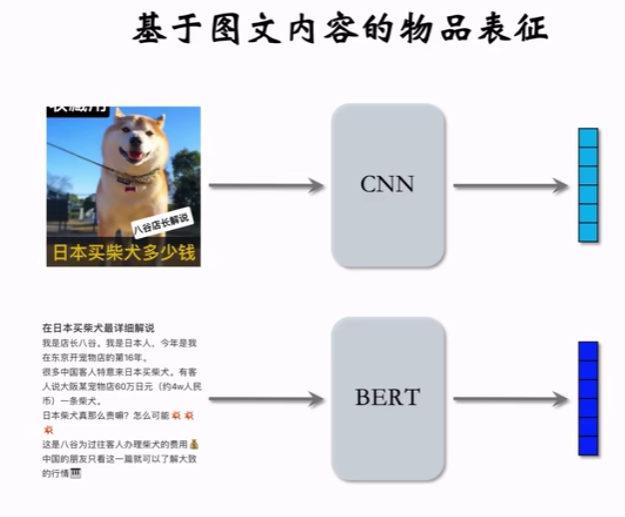 基于图文内容的物品表征
收藏用
八谷店长解说
日本买柴犬多少钱
CNN
在日本买柴犬最详细解说
我是店长八谷。我是日本人，今年是我
在东京开宠物店的第16年。
很多中国客人特意来日本买柴犬。有客
人说大阪某宠物店60万日元（约4w人民
币）一条柴犬。
日本柴犬真那么贵嘛？怎么可能💥💥
💥
这是八谷为过往客人办理柴犬的费用💰
中国的朋友只看这一篇就可以了解大致
的行情🎹
BERT